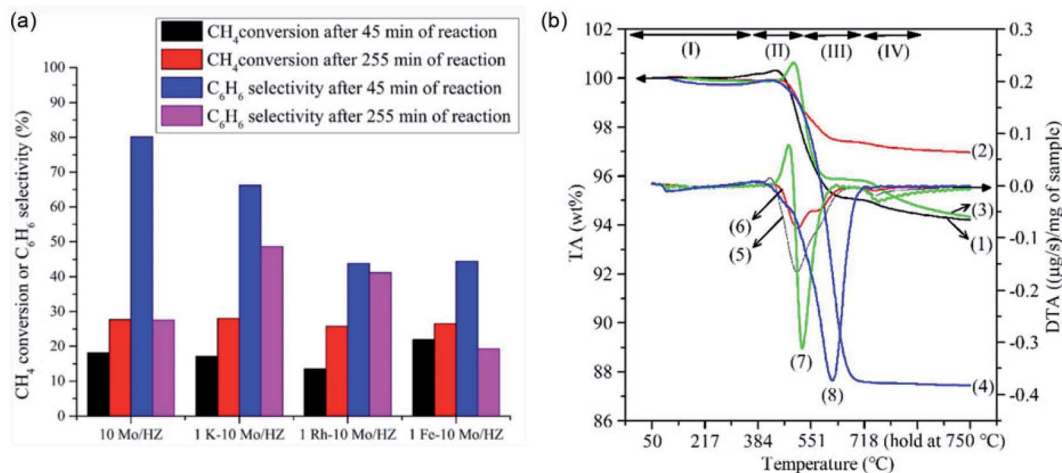 (a)
CH₄ conversion after 45 min of reaction
CH₄ conversion after 255 min of reaction
C₆H₆ selectivity after 45 min of reaction
C₆H₆ selectivity after 255 min of reaction
CH₄ conversion or C₆H₆ selectivity (%)
100
90
80
70
60
50
40
30
20
10
0
10 Mo/HZ
1 K-10 Mo/HZ
1 Rh-10 Mo/HZ
1 Fe-10 Mo/HZ
(b)
(I)
(II)
(III)
(IV)
TA (wt%)
102
100
98
96
94
92
90
88
86
DTA ((μg/s)/mg of sample)
0.3
0.2
0.1
0.0
-0.1
-0.2
-0.3
-0.4
(2)
(3)
(1)
(4)
(6)
(5)
(7)
(8)
50
217
384
551
718 (hold at 750 °C)
Temperature (°C)